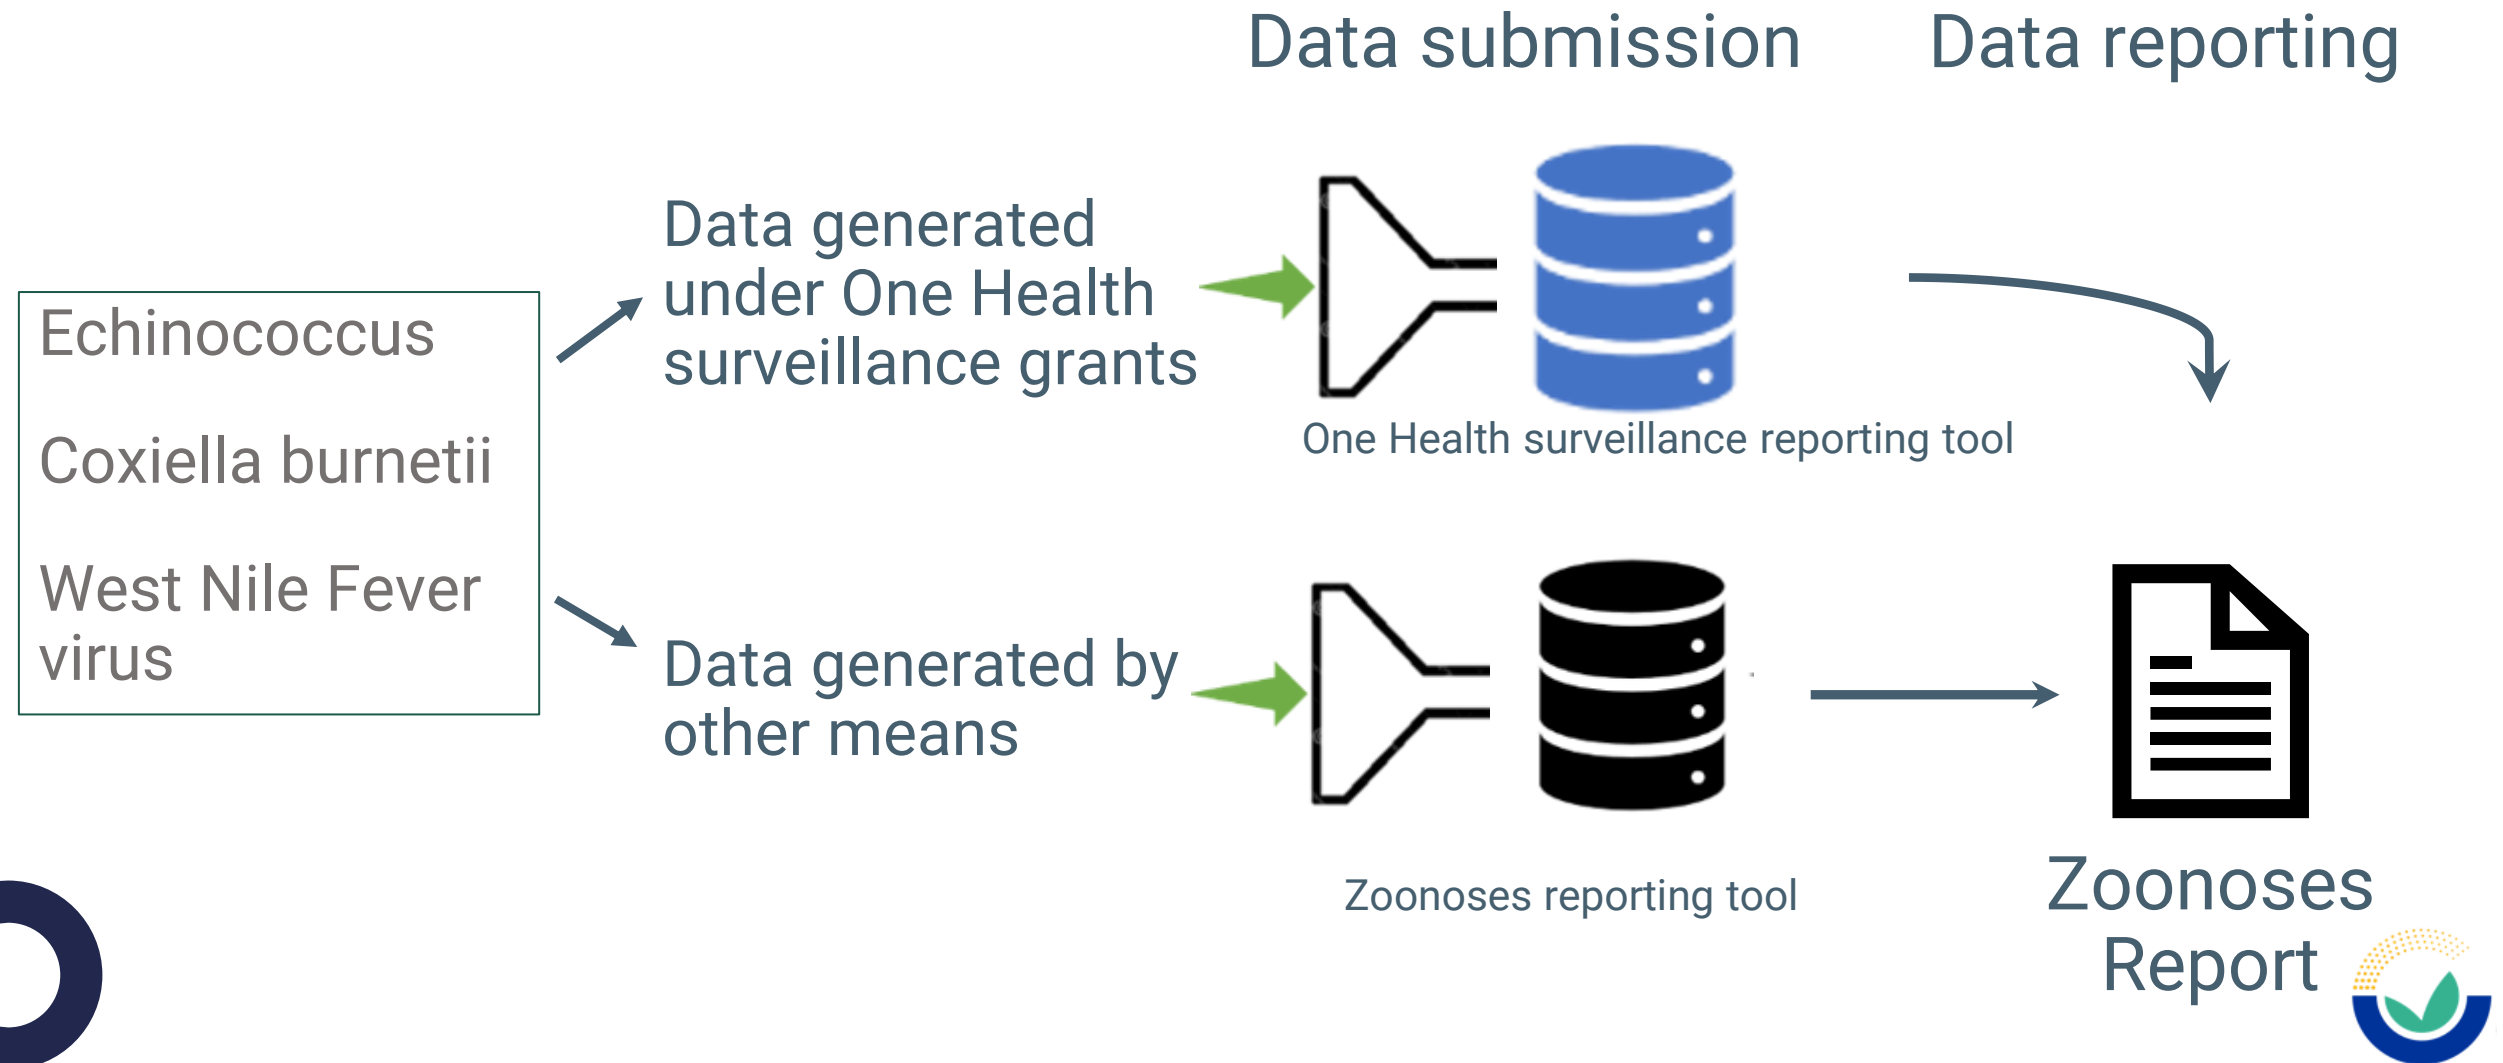 Data submission
Data reporting
Echinococcus
Coxiella burnetii
West Nile Fever
virus
Data generated
under One Health
surveillance grants
One Health surveillance reporting tool
Data generated by
other means
Zoonoses reporting tool
Zoonoses
Report